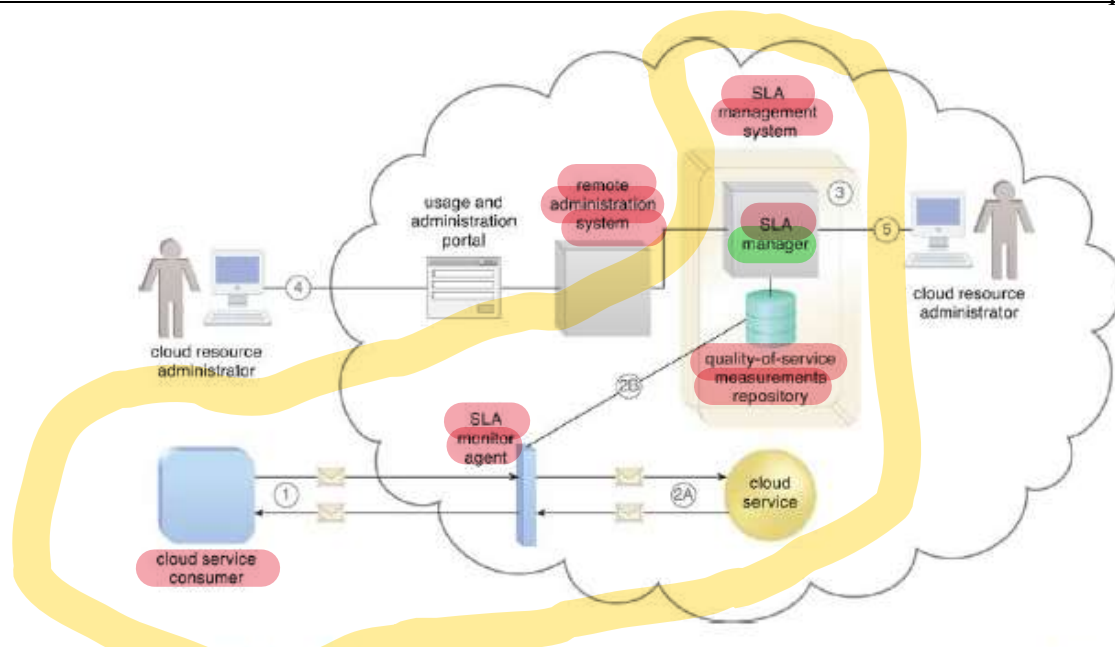 SLA
management
system
remote
administration
system
usage and
administration
portal
3
SLA
manager
5
4
cloud resource
administrator
cloud resource
administrator
quality-of-service
measurements
repository
2B
SLA
monitor
agent
1
2A
cloud
service
cloud service
consumer